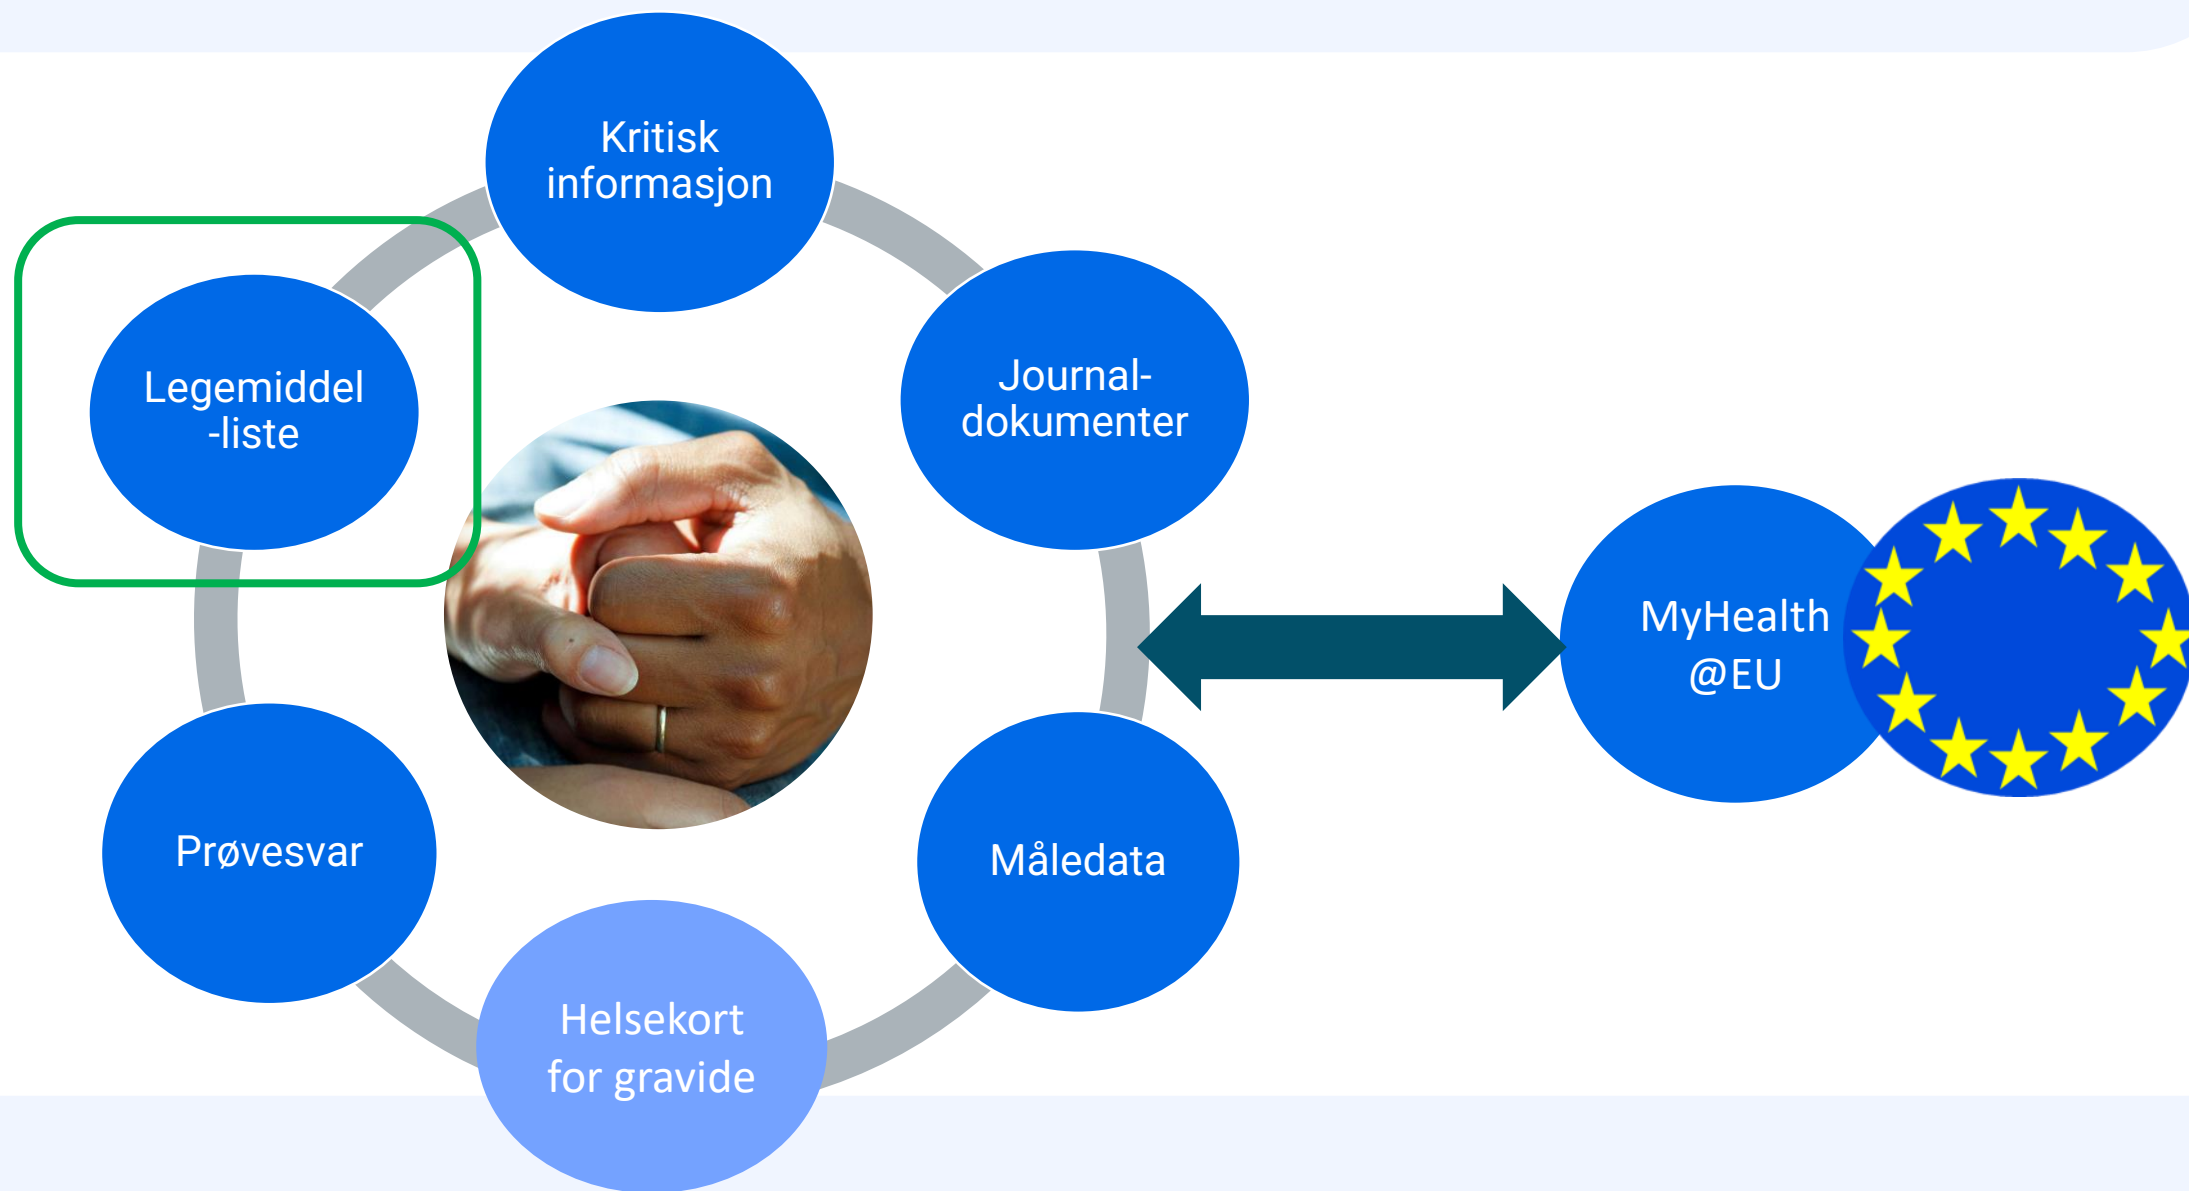 Kritisk
informasjon
Legemiddel
-liste
Journal-
dokumenter
MyHealth
@EU
Prøvesvar
Måledata
Helsekort
for gravide